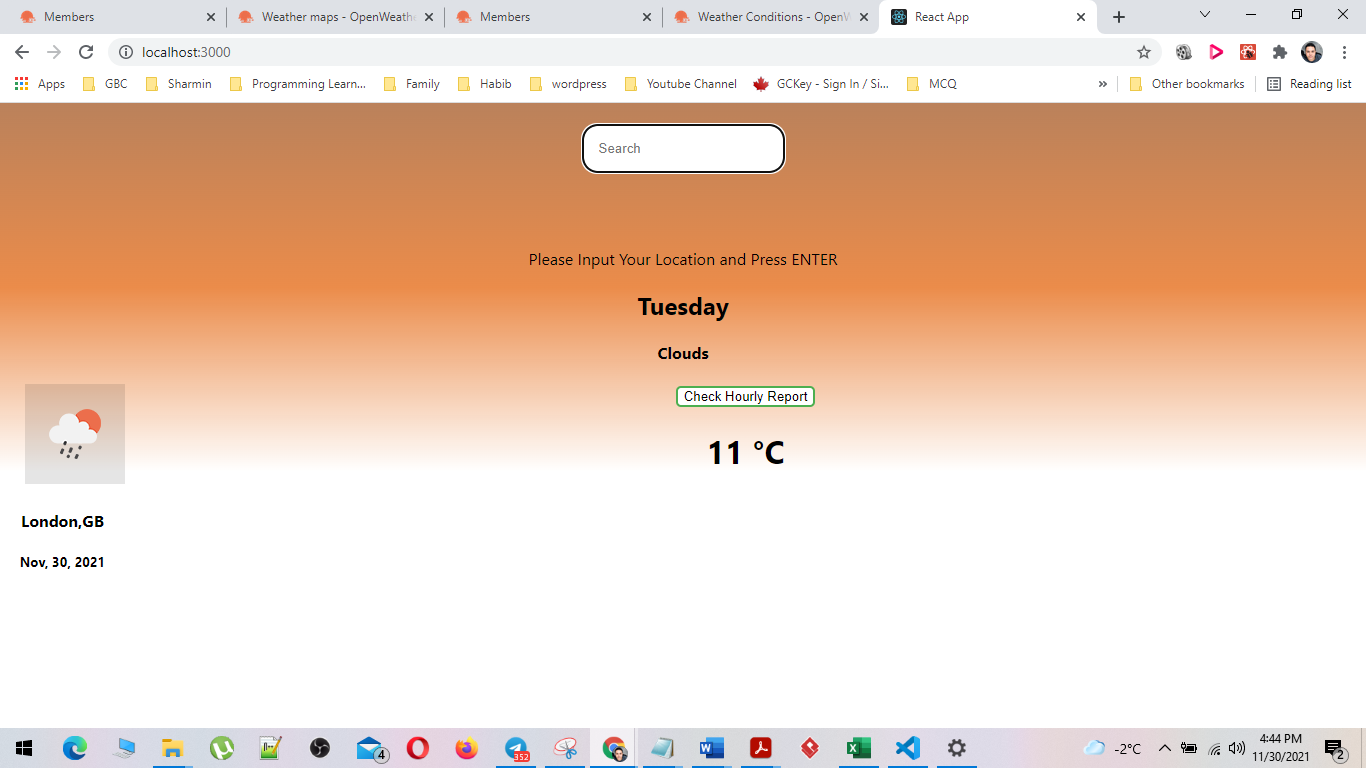 Members
Weather maps - OpenWeathe
Members
Weather Conditions - OpenW
React App
localhost:3000
Apps
GBC
Sharmin
Programming Learn...
Family
Habib
wordpress
Youtube Channel
GCKey - Sign In / Si...
MCQ
»
Other bookmarks
Reading list
Search
Please Input Your Location and Press ENTER
Tuesday
Clouds
Check Hourly Report
11 °C
London,GB
Nov, 30, 2021
4
352
W
X
-2°C
4:44 PM
11/30/2021
2